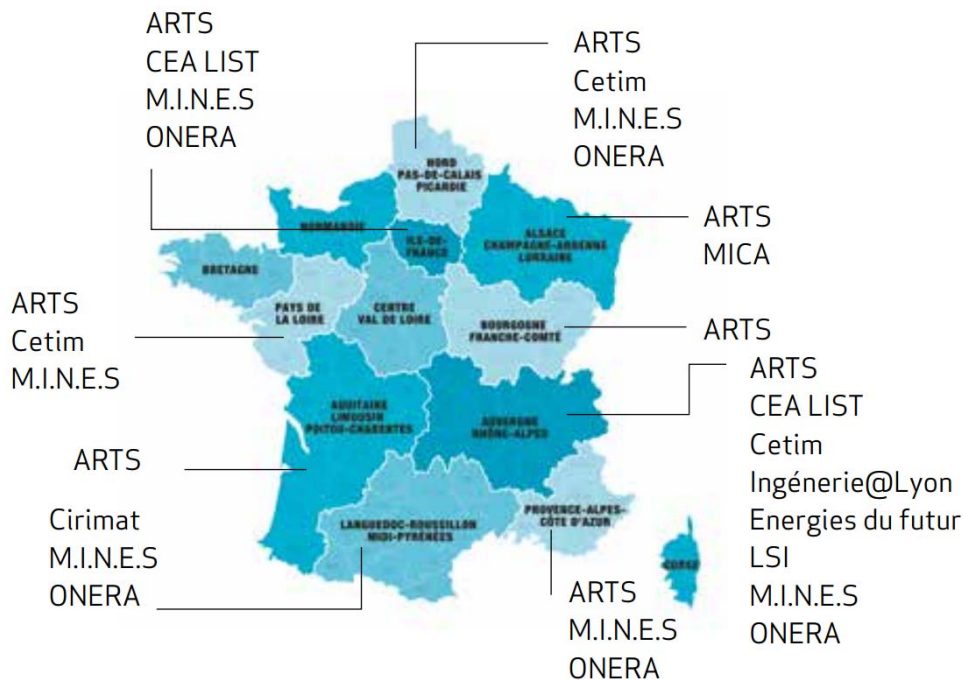 ARTS
CEA LIST
M.I.N.E.S
ONERA
ARTS
Cetim
M.I.N.E.S
ONERA
NORD
PAS-DE-CALAIS
PICARDIE
NORMANDIE
ILE-DE-
FRANCE
ALSACE
CHAMPAGNE-ARDENNE
LORRAINE
ARTS
MICA
BRETAGNE
PAYS DE
LA LOIRE
CENTRE
VAL DE LOIRE
BOURGOGNE
FRANCHE-COMTÉ
ARTS
Cetim
M.I.N.E.S
ARTS
AQUITAINE
LIMOUSIN
POITOU-CHARENTES
AUVERGNE
RHÔNE-ALPES
ARTS
CEA LIST
Cetim
Ingénerie@Lyon
Energies du futur
LSI
M.I.N.E.S
ONERA
ARTS
Cirimat
M.I.N.E.S
ONERA
LANGUEDOC-ROUSSILLON
MIDI-PYRÉNÉES
PROVENCE-ALPES-
CÔTE D'AZUR
CORSE
ARTS
M.I.N.E.S
ONERA